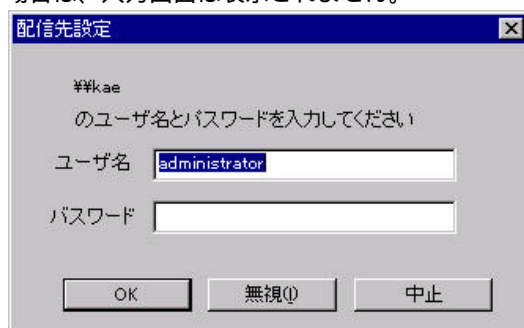 場合は、入力画面は表示されません。
配信先設定
¥¥kae
のユーザ名とパスワードを入力してください
ユーザ名 administrator
パスワード
OK 無視(I) 中止